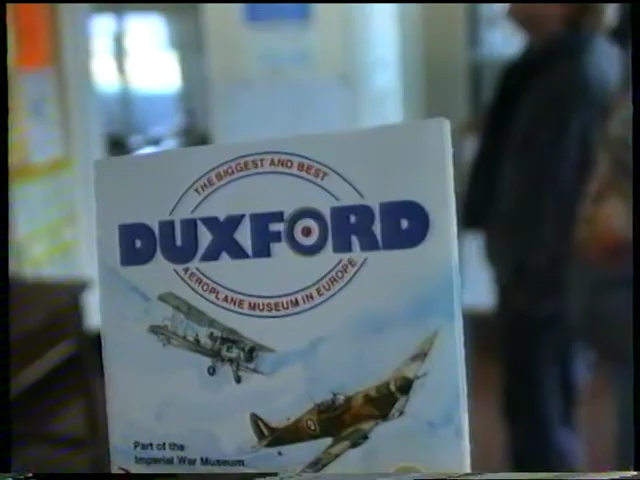 THE BIGGEST AND BEST
DUXFORD
AEROPLANE MUSEUM IN EUROPE
Part of the
Imperial War Museum